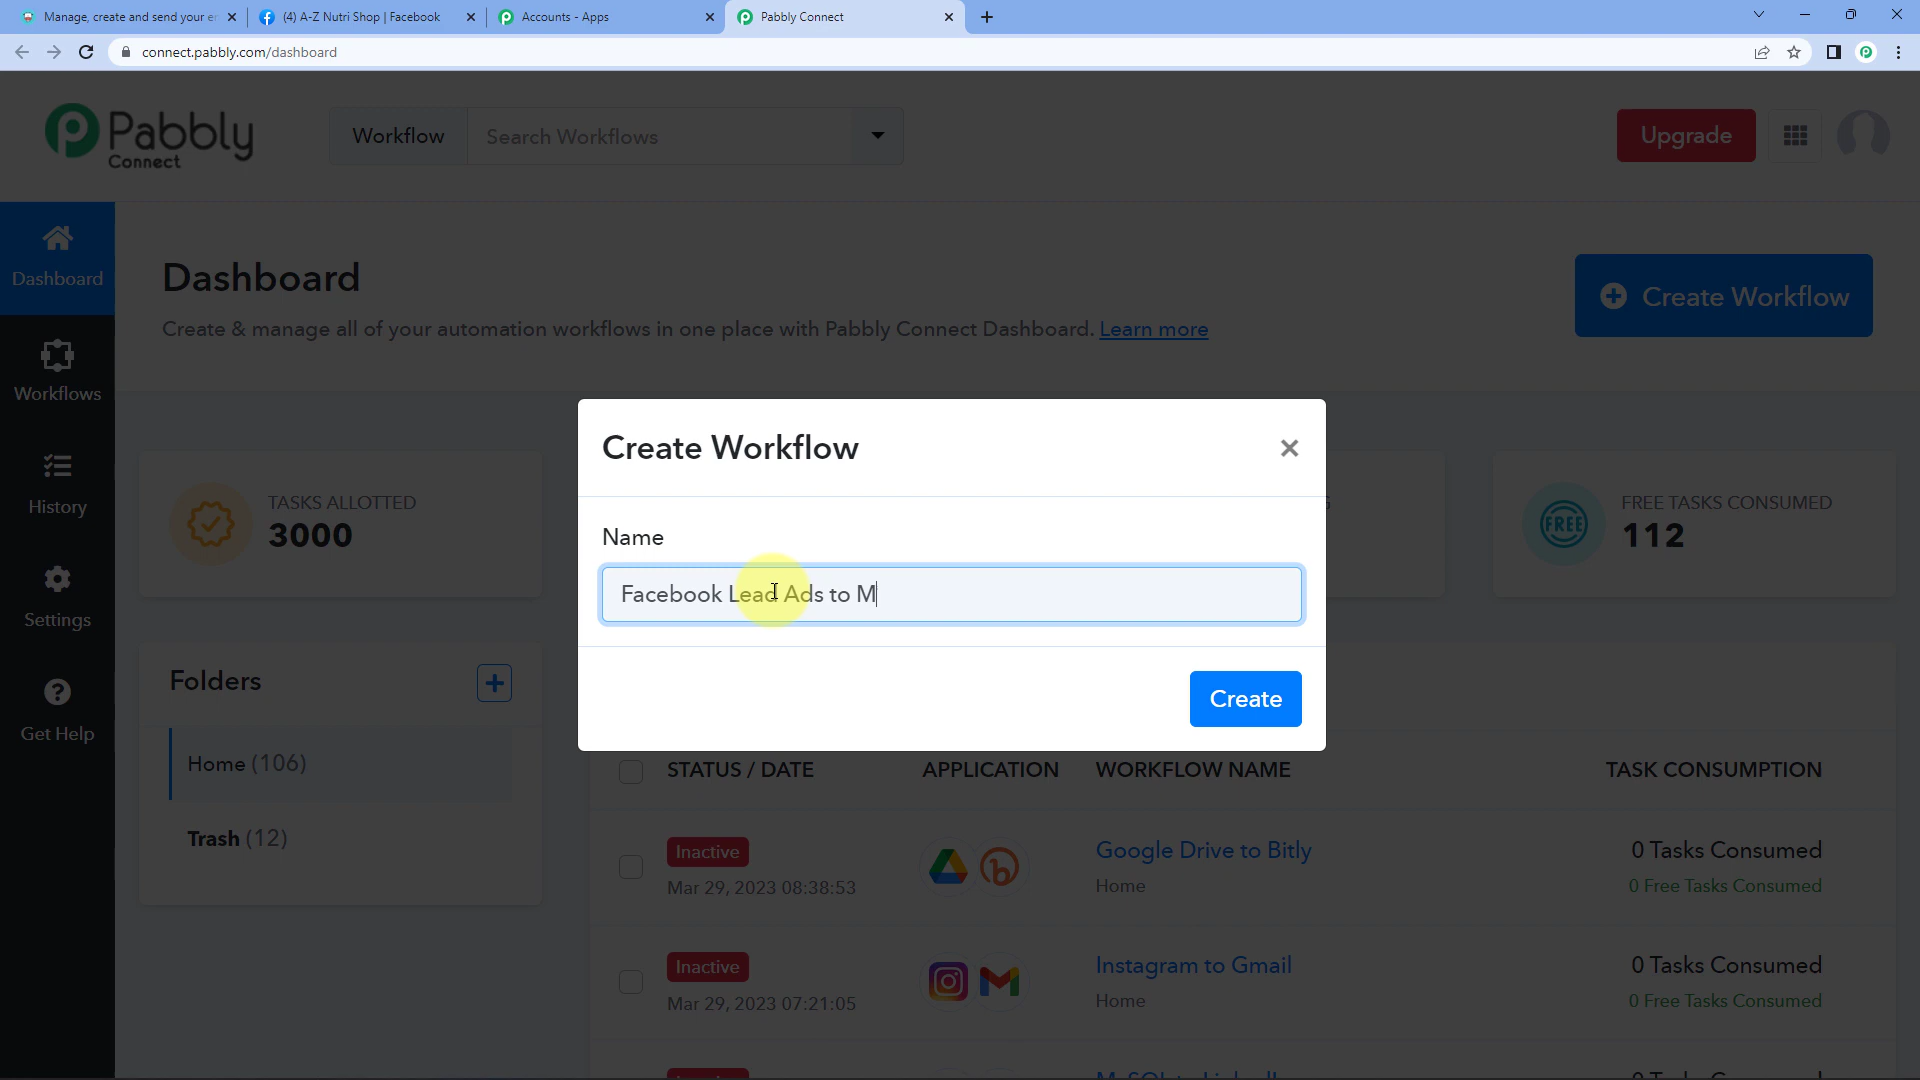 Manage, create and send your e
(4) A-Z Nutri Shop | Facebook
Accounts - Apps
Pabbly Connect
connect.pabbly.com/dashboard
Pabbly
Connect
Workflow
Search Workflows
Upgrade
Dashboard
Workflows
History
Settings
Get Help
Dashboard
Create & manage all of your automation workflows in one place with Pabbly Connect Dashboard. Learn more
Create Workflow
TASKS ALLOTTED
3000
FREE
FREE TASKS CONSUMED
112
Create Workflow
Name
Facebook Lead Ads to M
Create
Folders
Home (106)
Trash (12)
STATUS / DATE
APPLICATION
WORKFLOW NAME
TASK CONSUMPTION
Inactive
Mar 29, 2023 08:38:53
Google Drive to Bitly
Home
0 Tasks Consumed
0 Free Tasks Consumed
Inactive
Mar 29, 2023 07:21:05
Instagram to Gmail
Home
0 Tasks Consumed
0 Free Tasks Consumed